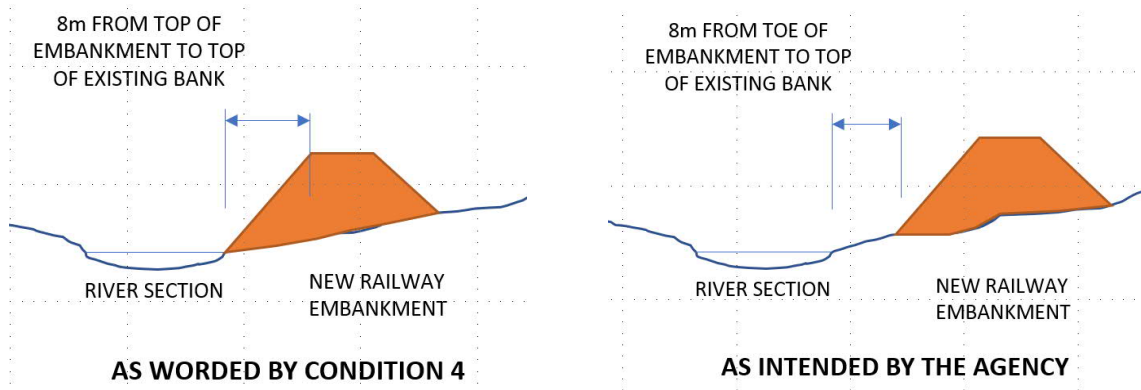 8m FROM TOP OF
EMBANKMENT TO TOP
OF EXISTING BANK
RIVER SECTION
NEW RAILWAY
EMBANKMENT
AS WORDED BY CONDITION 4
8m FROM TOE OF
EMBANKMENT TO TOP
OF EXISTING BANK
RIVER SECTION
NEW RAILWAY
EMBANKMENT
AS INTENDED BY THE AGENCY